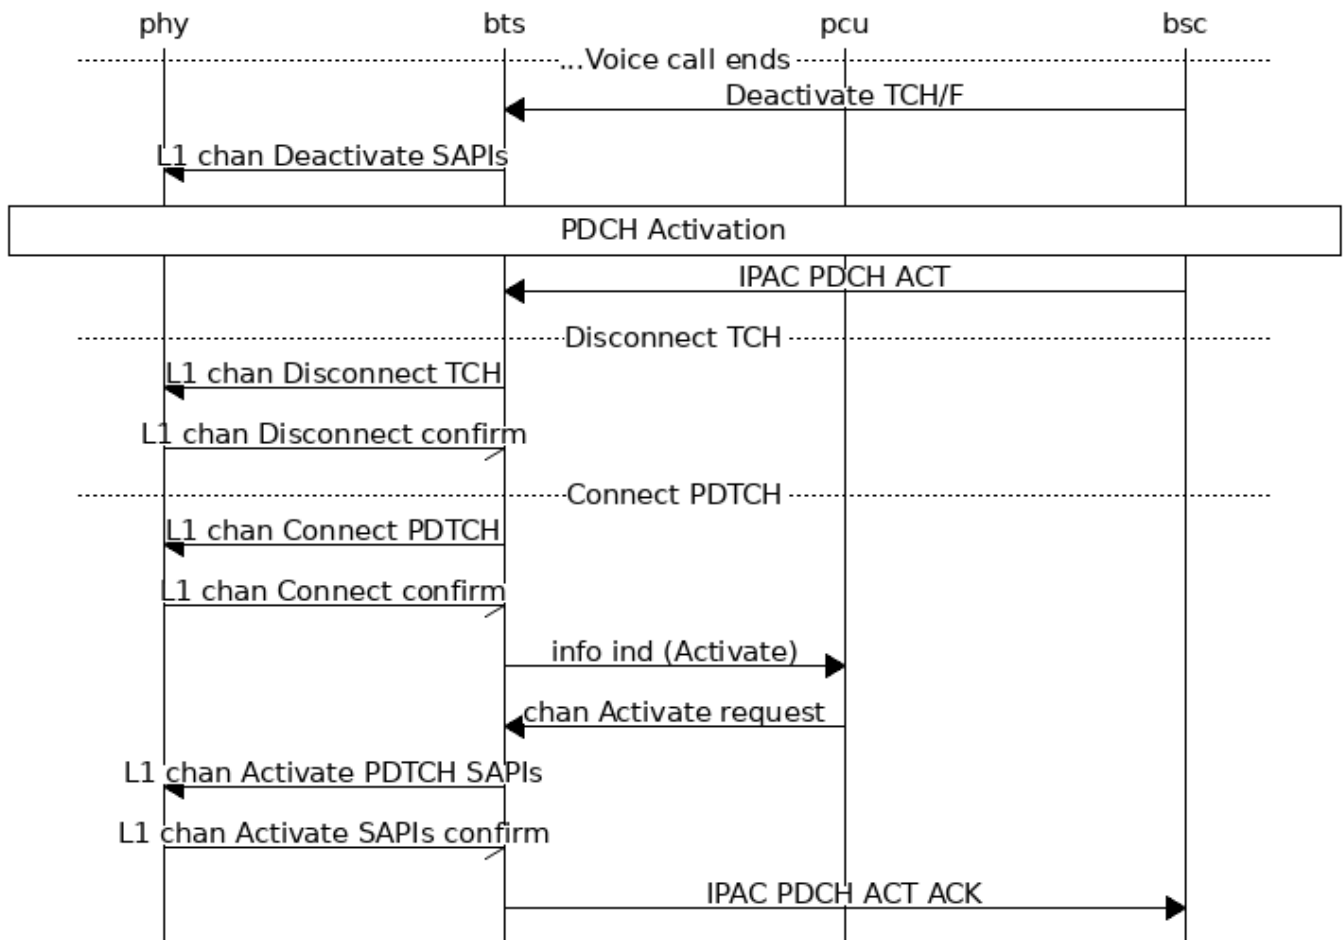 phy bts pcu bsc
...Voice call ends
Deactivate TCH/F
L1 chan Deactivate SAPIs
PDCH Activation
IPAC PDCH ACT
Disconnect TCH
L1 chan Disconnect TCH
L1 chan Disconnect confirm
Connect PDTCH
L1 chan Connect PDTCH
L1 chan Connect confirm
info ind (Activate)
chan Activate request
L1 chan Activate PDTCH SAPIs
L1 chan Activate SAPIs confirm
IPAC PDCH ACT ACK